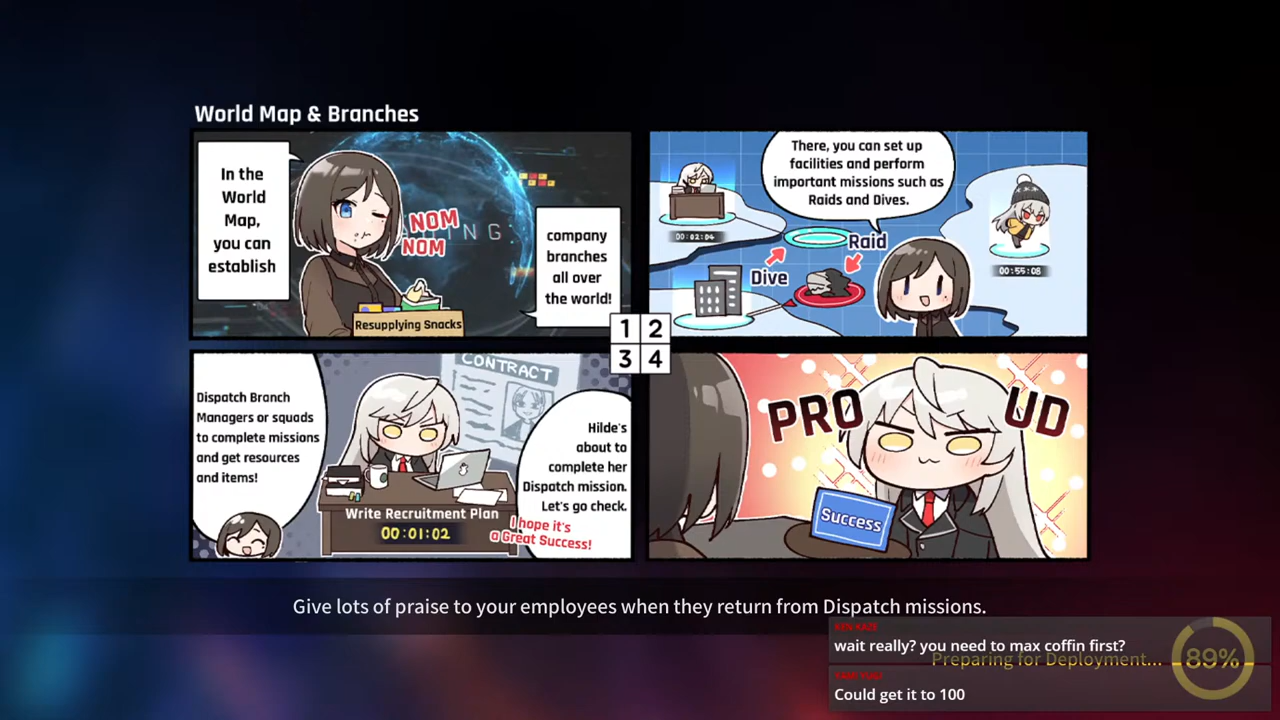 World Map & Branches
In the
World
Map,
you can
establish
NOM
NOM
company
branches
all over
the world!
Resupplying Snacks
There, you can set up
facilities and perform
important missions such as
Raids and Dives.
00:02:04
Raid
Dive
00:55:08
1 2
3 4
Dispatch Branch
Managers or squads
to complete missions
and get resources
and items!
CONTRACT
Write Recruitment Plan
00:01:02
Hilde's
about to
complete her
Dispatch mission.
Let's go check.
I hope it's
a Great Success!
PRO UD
Success
Give lots of praise to your employees when they return from Dispatch missions.
wait really? you need to max coffin first?
Preparing for Deployment...
89%
Could get it to 100